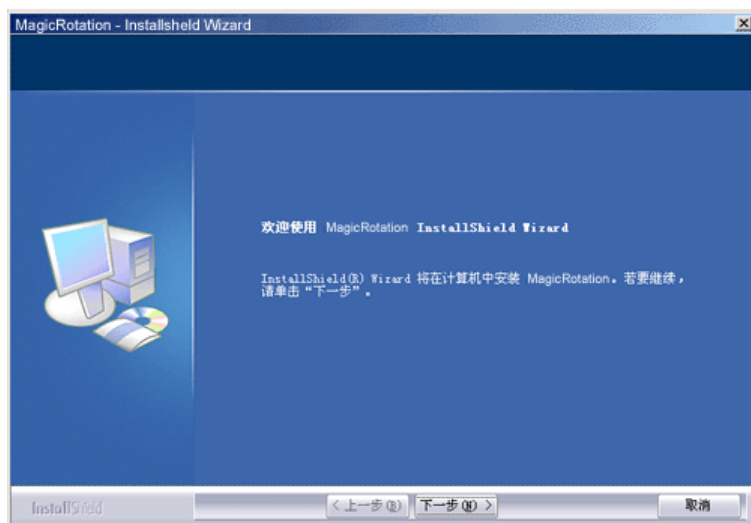 MagicRotation - Installsheld Wizard
欢迎使用 MagicRotation InstallShield Wizard
InstallShield(R) Wizard 将在计算机中安装 MagicRotation。若要继续，
请单击“下一步”。
InstallShield
<上一步(B) 下一步(N) > 取消